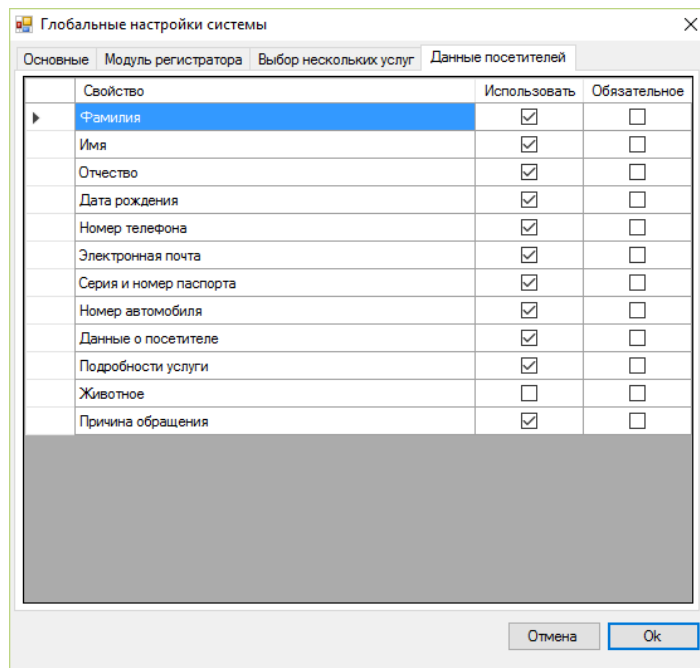 Глобальные настройки системы
Основные Модуль регистратора Выбор нескольких услуг Данные посетителей
Свойство Использовать Обязательное
Фамилия
Имя
Отчество
Дата рождения
Номер телефона
Электронная почта
Серия и номер паспорта
Номер автомобиля
Данные о посетителе
Подробности услуги
Животное
Причина обращения
Отмена Ok